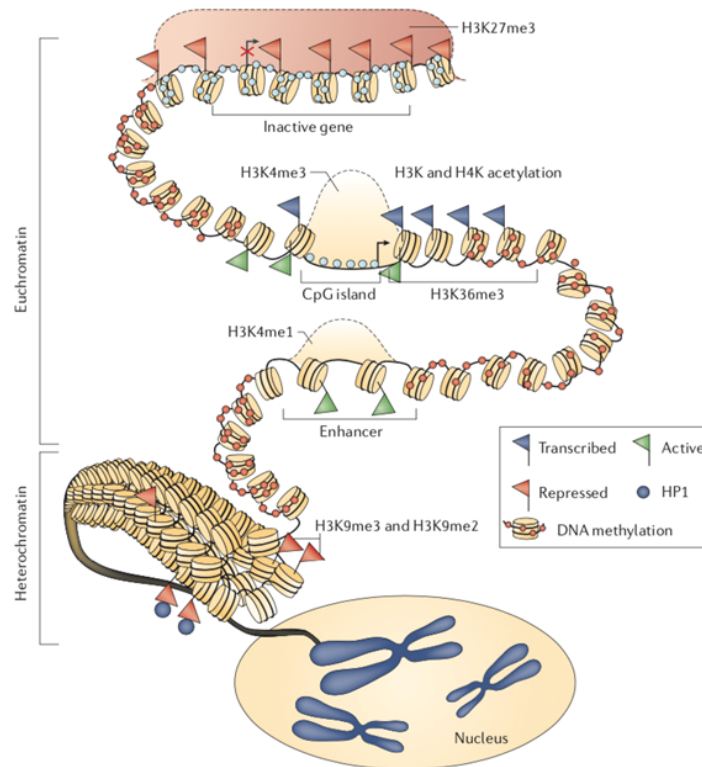 H3K27me3
Inactive gene
H3K4me3
H3K and H4K acetylation
CpG island
H3K36me3
H3K4me1
Enhancer
Euchromatin
Transcribed
Active
Repressed
HP1
DNA methylation
H3K9me3 and H3K9me2
Heterochromatin
Nucleus